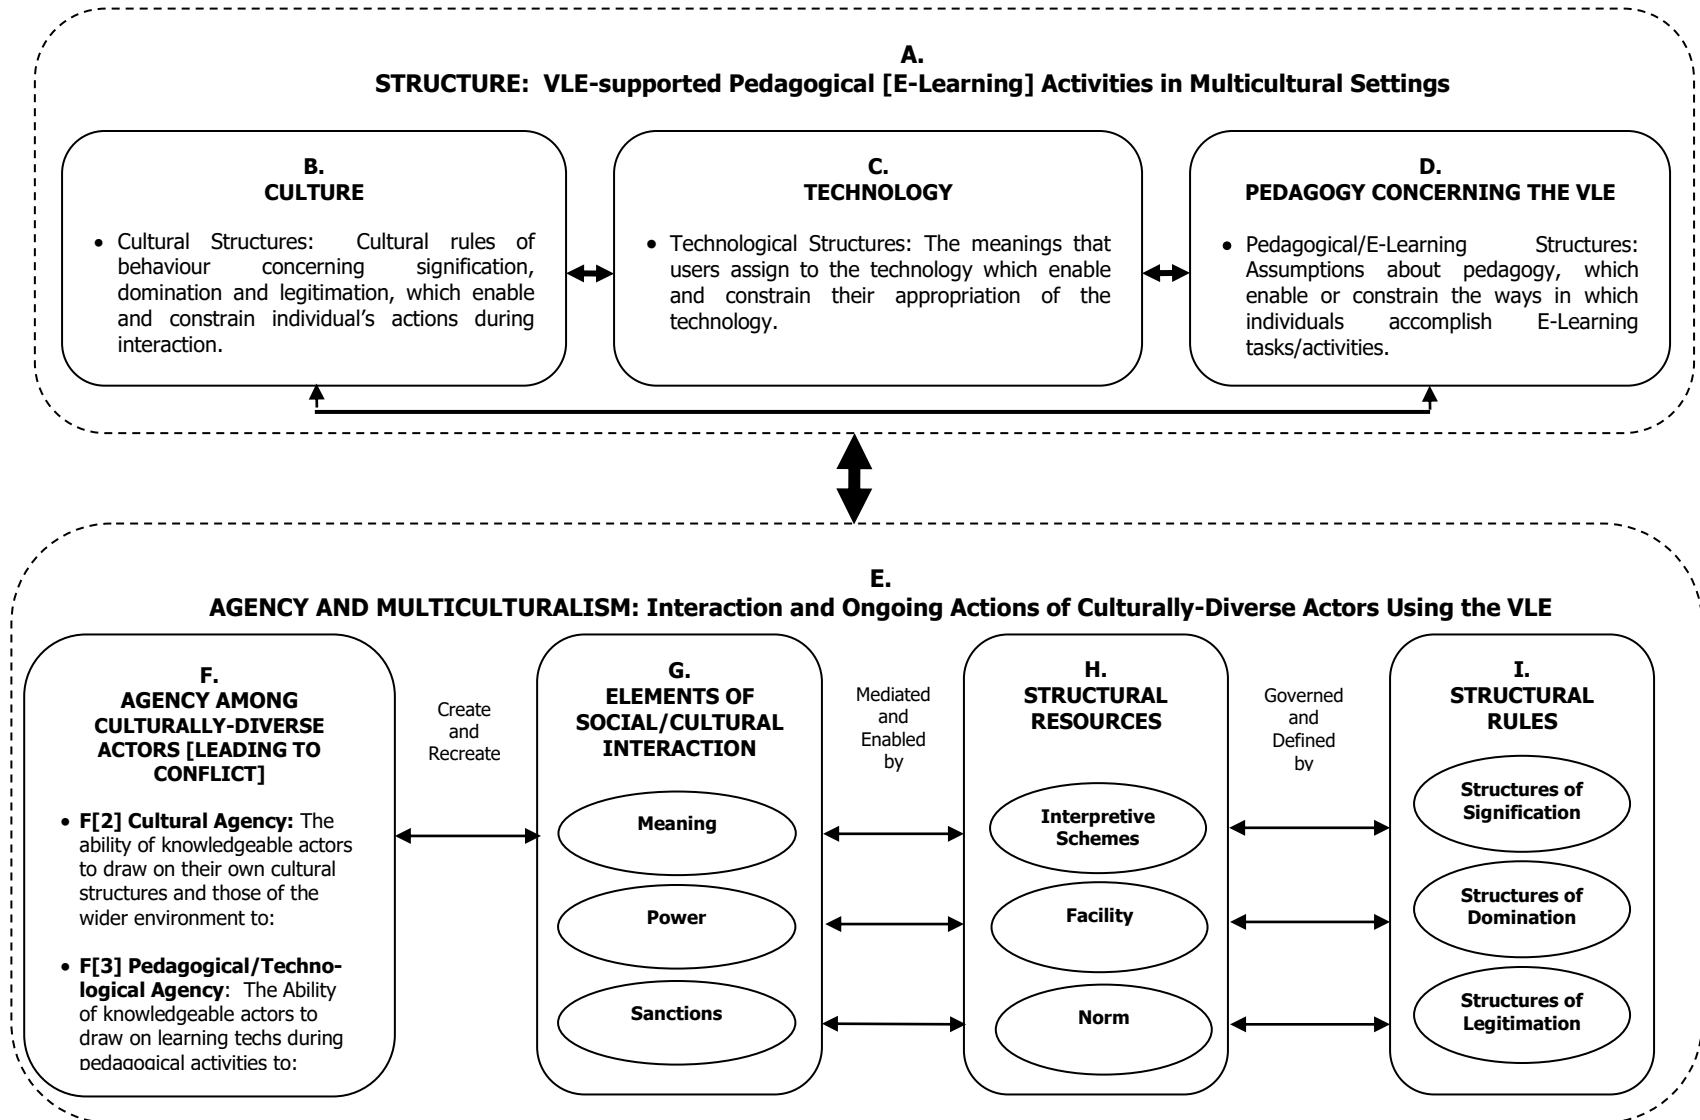 A.
STRUCTURE: VLE-supported Pedagogical [E-Learning] Activities in Multicultural Settings
B.
CULTURE
• Cultural Structures: Cultural rules of
behaviour concerning signification,
domination and legitimation, which enable
and constrain individual's actions during
interaction.
C.
TECHNOLOGY
• Technological Structures: The meanings that
users assign to the technology which enable
and constrain their appropriation of the
technology.
D.
PEDAGOGY CONCERNING THE VLE
• Pedagogical/E-Learning Structures:
Assumptions about pedagogy, which
enable or constrain the ways in which
individuals accomplish E-Learning
tasks/activities.
E.
AGENCY AND MULTICULTURALISM: Interaction and Ongoing Actions of Culturally-Diverse Actors Using the VLE
F.
AGENCY AMONG
CULTURALLY-DIVERSE
ACTORS [LEADING TO
CONFLICT]
• F[2] Cultural Agency: The
ability of knowledgeable actors
to draw on their own cultural
structures and those of the
wider environment to:
• F[3] Pedagogical/Techno-
logical Agency: The Ability
of knowledgeable actors to
draw on learning techs during
pedagogical activities to:
Create
and
Recreate
G.
ELEMENTS OF
SOCIAL/CULTURAL
INTERACTION
Meaning
Power
Sanctions
Mediated
and
Enabled
by
H.
STRUCTURAL
RESOURCES
Interpretive
Schemes
Facility
Norm
Governed
and
Defined
by
I.
STRUCTURAL
RULES
Structures of
Signification
Structures of
Domination
Structures of
Legitimation